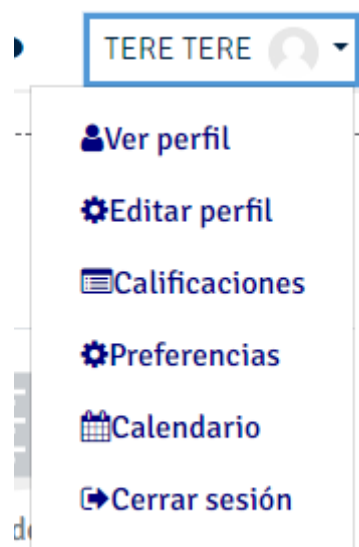 TERE TERE
Ver perfil
Editar perfil
Calificaciones
Preferencias
Calendario
Cerrar sesión